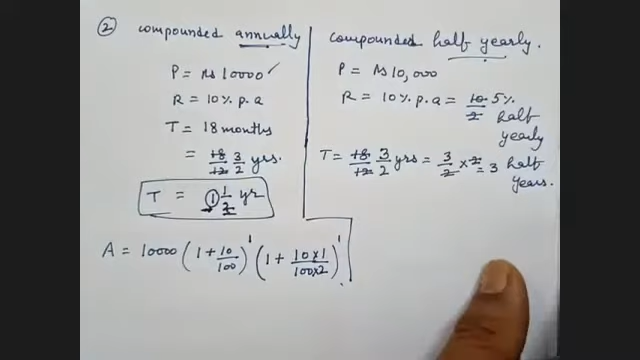 ② compounded annually
P = Rs 10000 ✓
R = 10% p.a
T = 18 months
= 18/12 3/2 yrs.
T = 1 1/2 yr
compounded half yearly.
P = Rs 10,000
R = 10% p.a = 10/2 5% half yearly
T = 18/12 3/2 yrs = 3/2 × 2 = 3 half years.
A = 10000 (1 + 10/100)^1 (1 + 10×1/100×2)^1